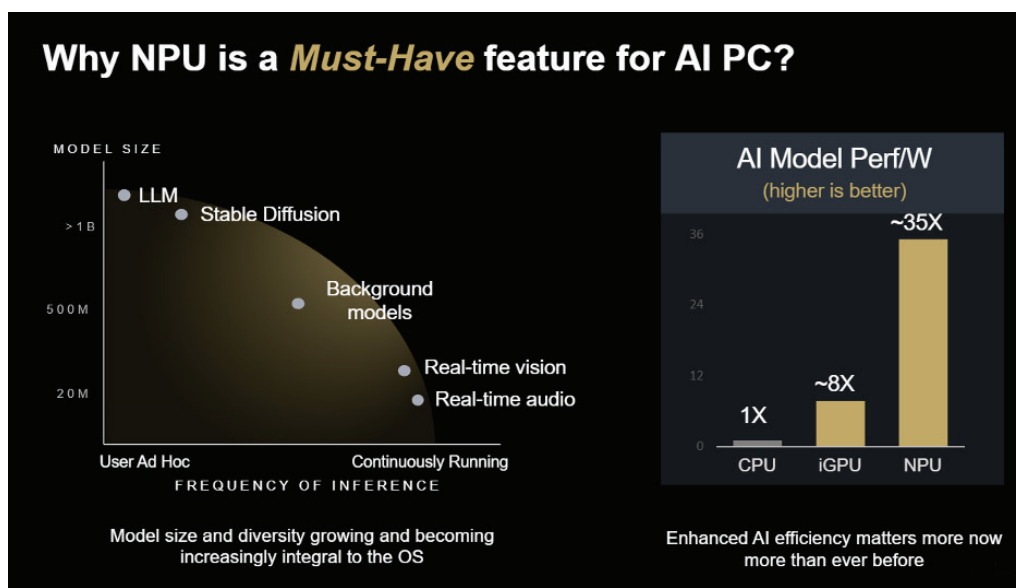 Why NPU is a Must-Have feature for AI PC?
MODEL SIZE
LLM
Stable Diffusion
>1B
Background
models
500M
Real-time vision
20M
Real-time audio
User Ad Hoc
Continuously Running
FREQUENCY OF INFERENCE
Model size and diversity growing and becoming
increasingly integral to the OS
AI Model Perf/W
(higher is better)
36
~35X
24
12
~8X
1X
0
CPU
iGPU
NPU
Enhanced AI efficiency matters more now
more than ever before